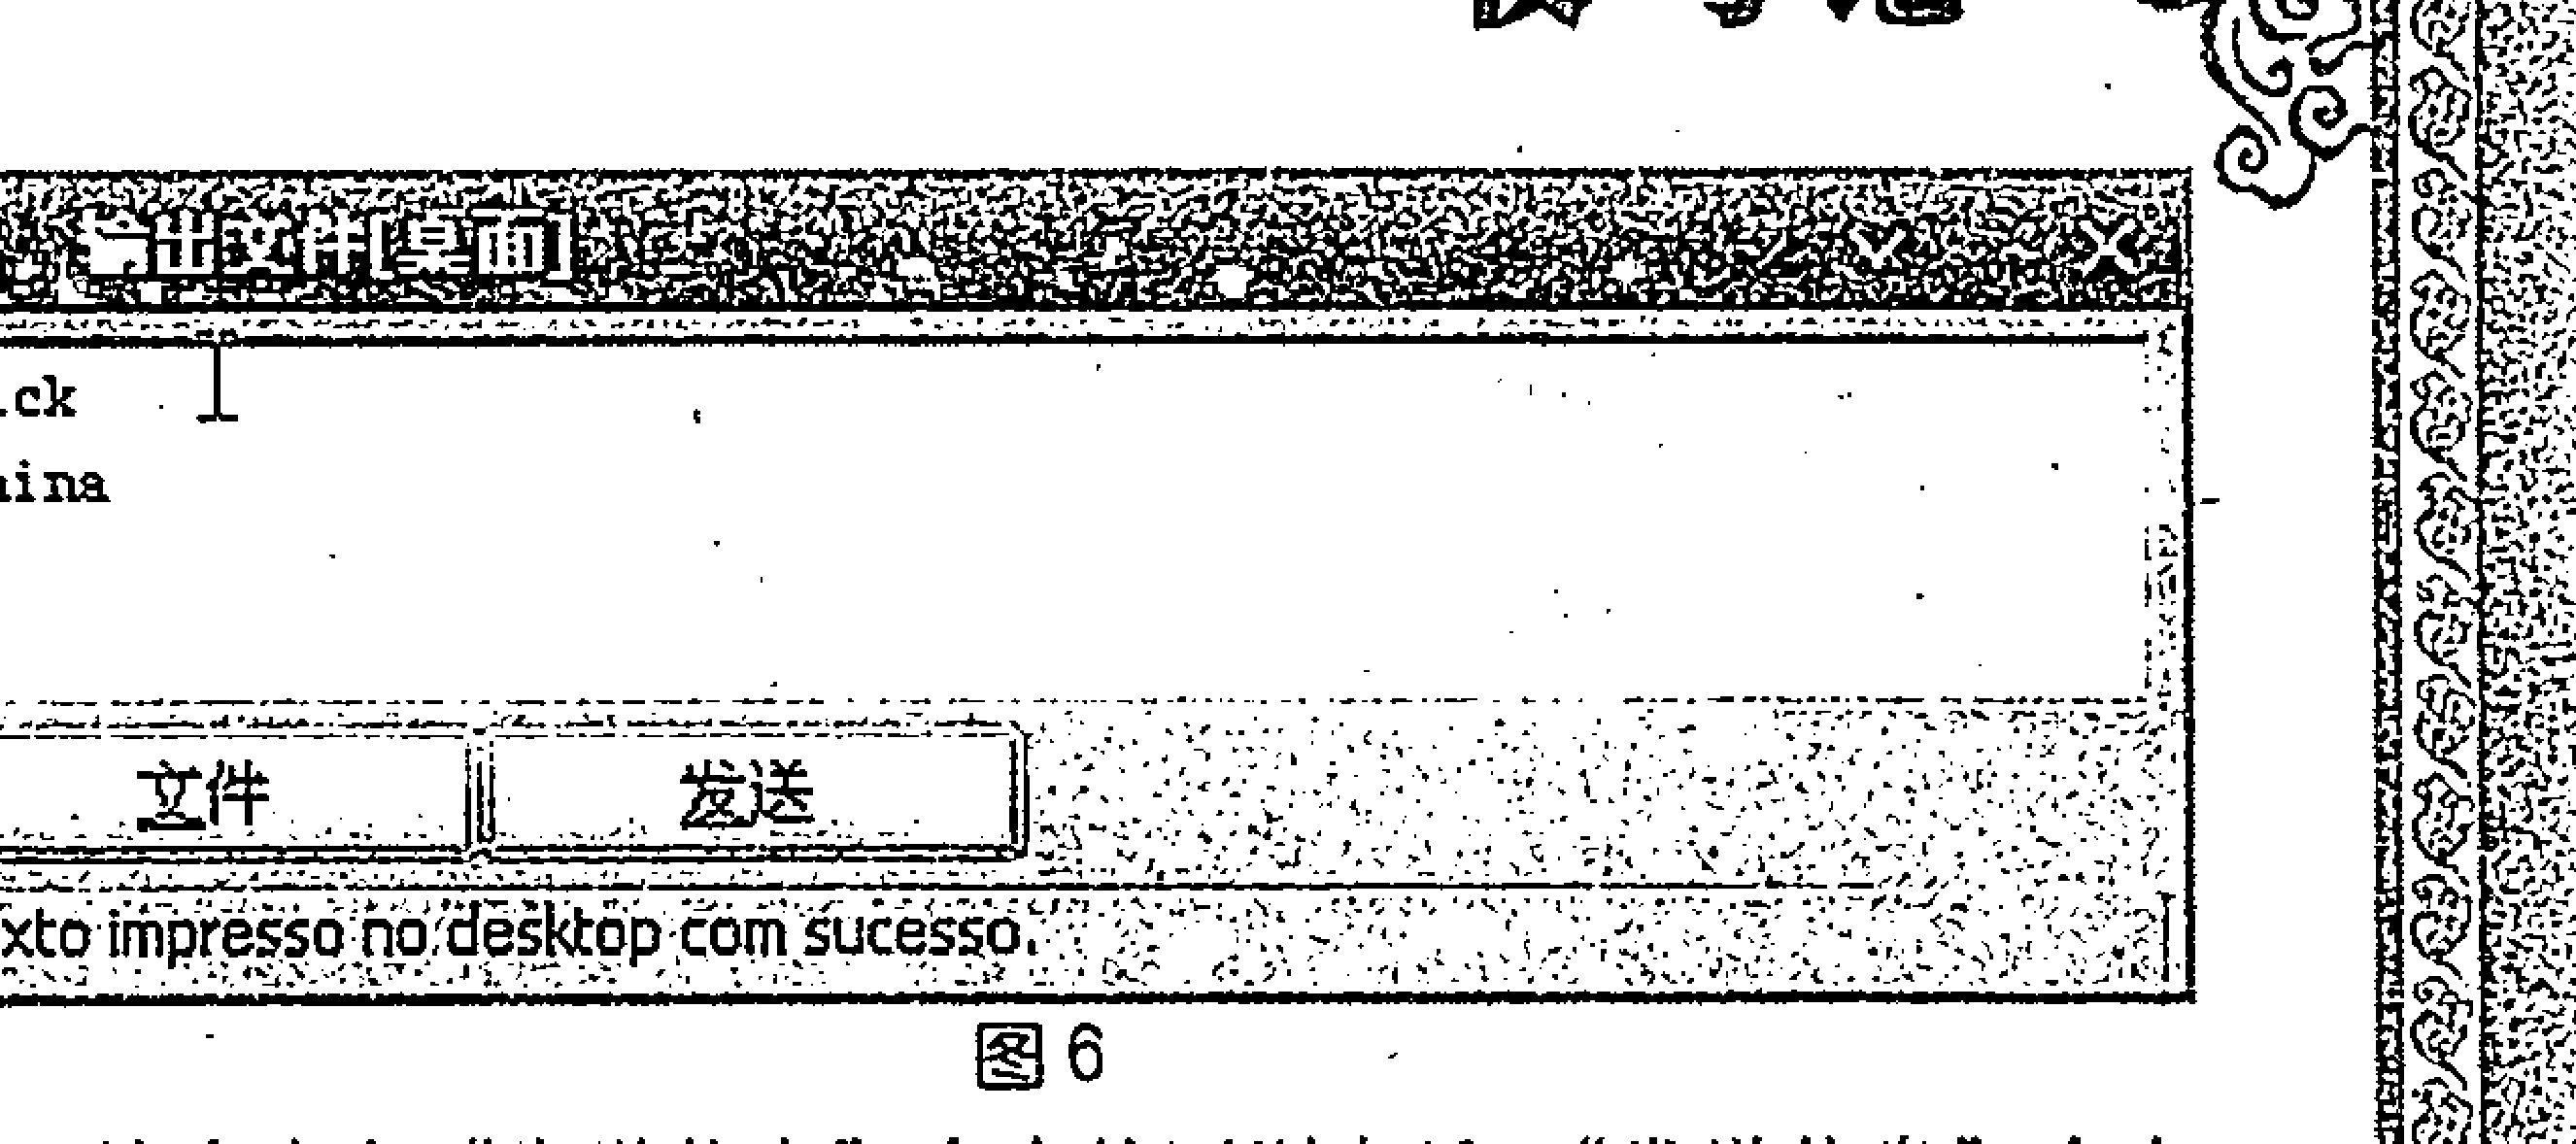 输出文件[桌面]
ck
ina
文件 发送
xto impresso no desktop com sucesso.
图 6